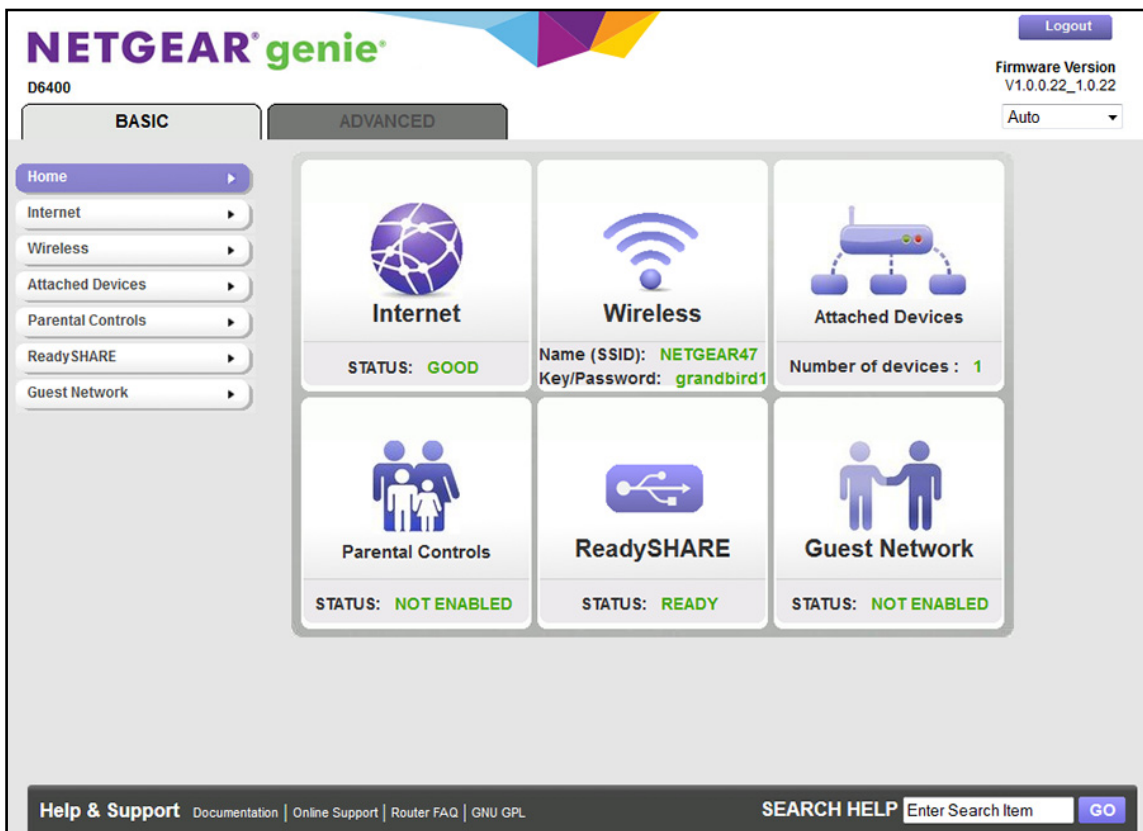 NETGEAR® genie®
Logout
D6400
Firmware Version
V1.0.0.22_1.0.22
BASIC
ADVANCED
Auto
Home
Internet
Wireless
Attached Devices
Parental Controls
ReadySHARE
Guest Network
Internet
STATUS: GOOD
Wireless
Name (SSID): NETGEAR47
Key/Password: grandbird1
Attached Devices
Number of devices : 1
Parental Controls
STATUS: NOT ENABLED
ReadySHARE
STATUS: READY
Guest Network
STATUS: NOT ENABLED
Help & Support Documentation | Online Support | Router FAQ | GNU GPL
SEARCH HELP Enter Search Item GO